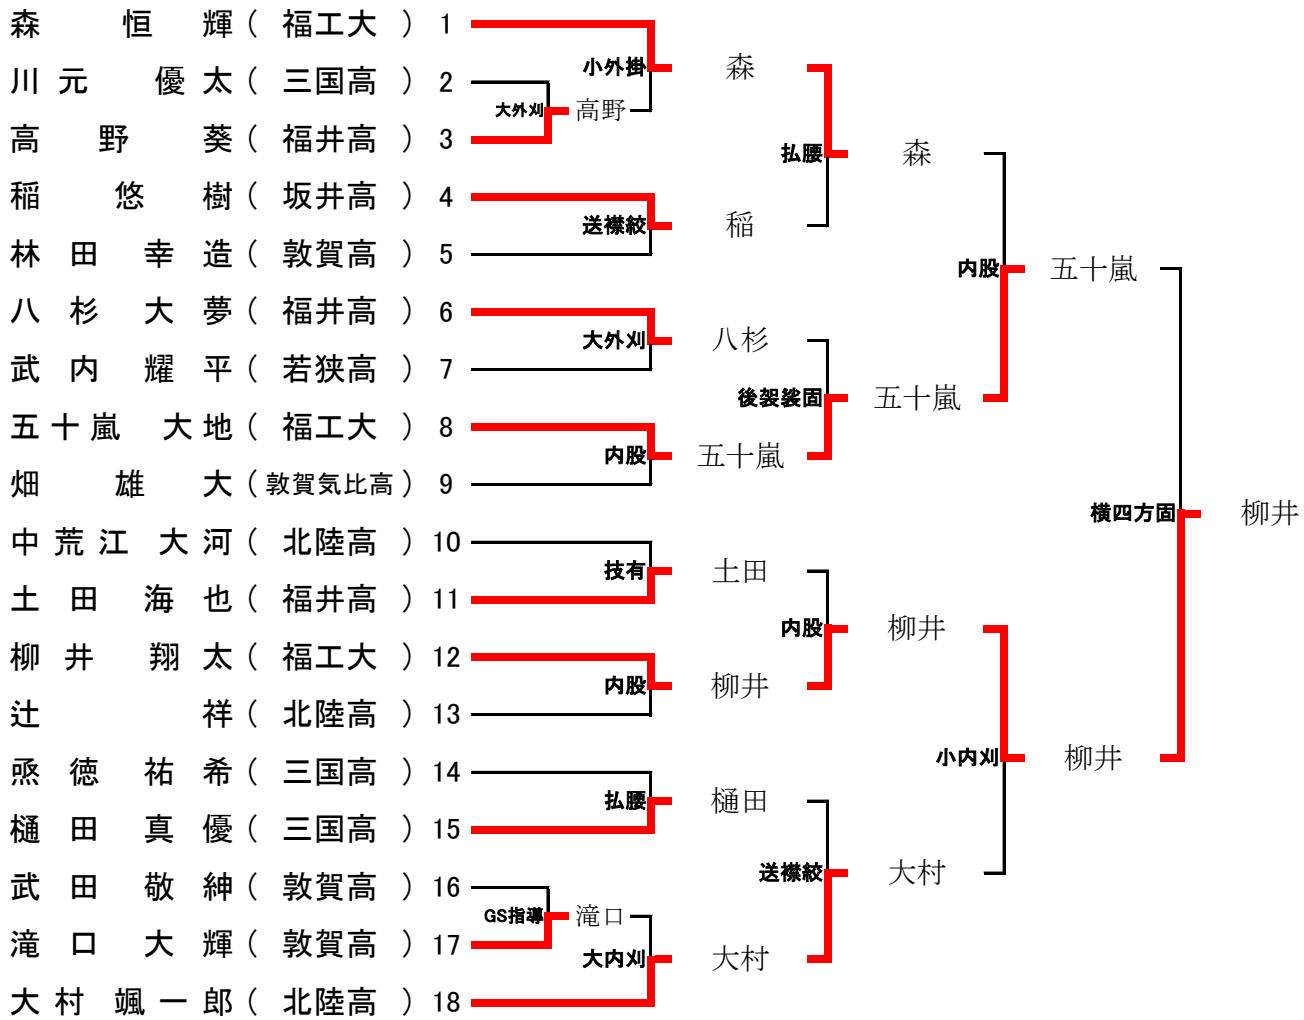 森 恒 輝 ( 福工大 ) 1
川 元 優 太 ( 三国高 ) 2
高 野 葵 ( 福井高 ) 3
稲 悠 樹 ( 坂井高 ) 4
林 田 幸 造 ( 敦賀高 ) 5
八 杉 大 夢 ( 福井高 ) 6
武 内 耀 平 ( 若狭高 ) 7
五 十 嵐 大 地 ( 福工大 ) 8
畑 雄 大 ( 敦賀気比高 ) 9
中 荒 江 大 河 ( 北陸高 ) 10
土 田 海 也 ( 福井高 ) 11
柳 井 翔 太 ( 福工大 ) 12
辻 祥 ( 北陸高 ) 13
烝 徳 祐 希 ( 三国高 ) 14
樋 田 真 優 ( 三国高 ) 15
武 田 敬 紳 ( 敦賀高 ) 16
滝 口 大 輝 ( 敦賀高 ) 17
大 村 颯 一 郎 ( 北陸高 ) 18
大外刈
高野
GS指導
滝口
小外掛
森
送襟絞
稲
大外刈
八杉
内股
五十嵐
技有
土田
内股
柳井
払腰
樋田
大内刈
大村
払腰
森
後袈裟固
五十嵐
内股
柳井
送襟絞
大村
内股
五十嵐
小内刈
柳井
横四方固
柳井